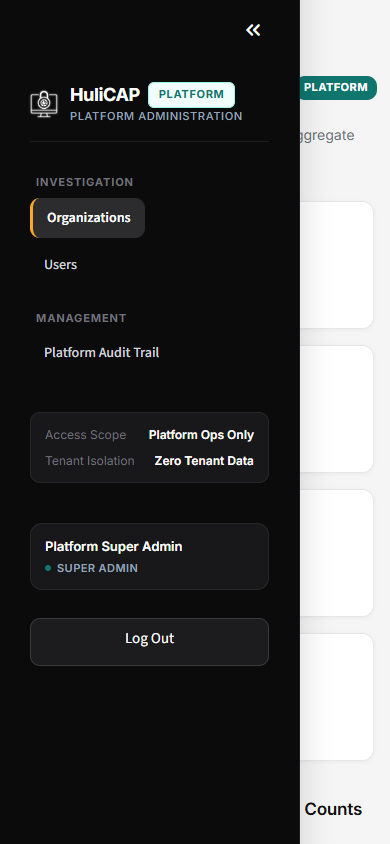 HuliCAP PLATFORM
PLATFORM ADMINISTRATION
INVESTIGATION
Organizations
Users
MANAGEMENT
Platform Audit Trail
Access Scope Platform Ops Only
Tenant Isolation Zero Tenant Data
Platform Super Admin
SUPER ADMIN
Log Out
PLATFORM
Counts